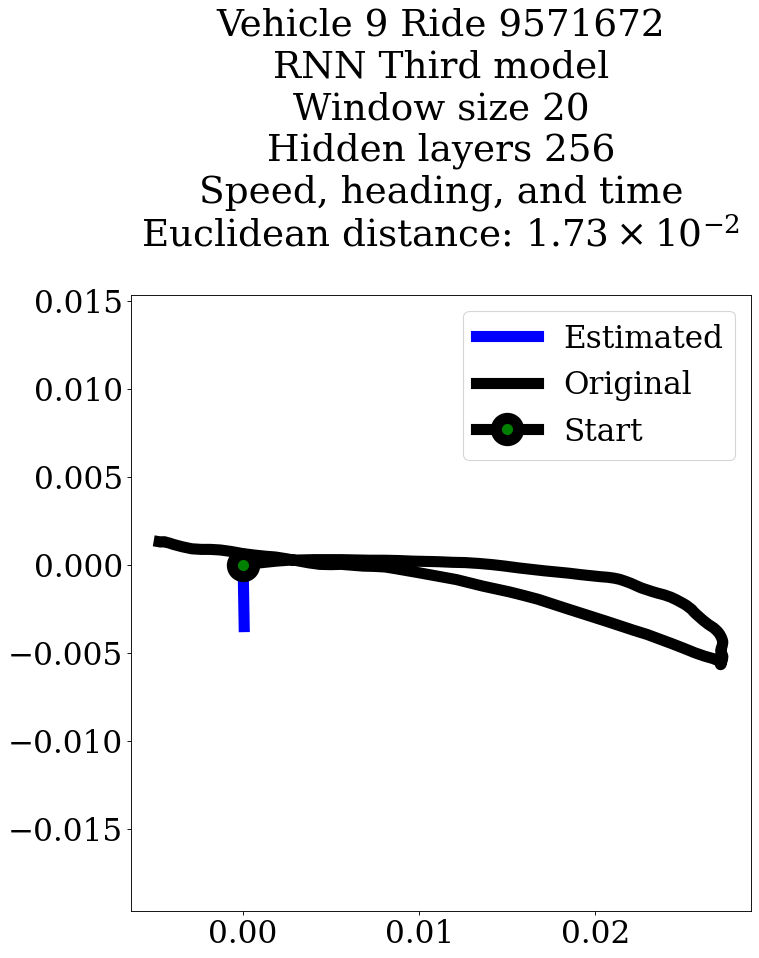 Vehicle 9 Ride 9571672
RNN Third model
Window size 20
Hidden layers 256
Speed, heading, and time
Euclidean distance: 1.73 × 10⁻²
Estimated
Original
Start
0.015
0.010
0.005
0.000
−0.005
−0.010
−0.015
0.00 0.01 0.02